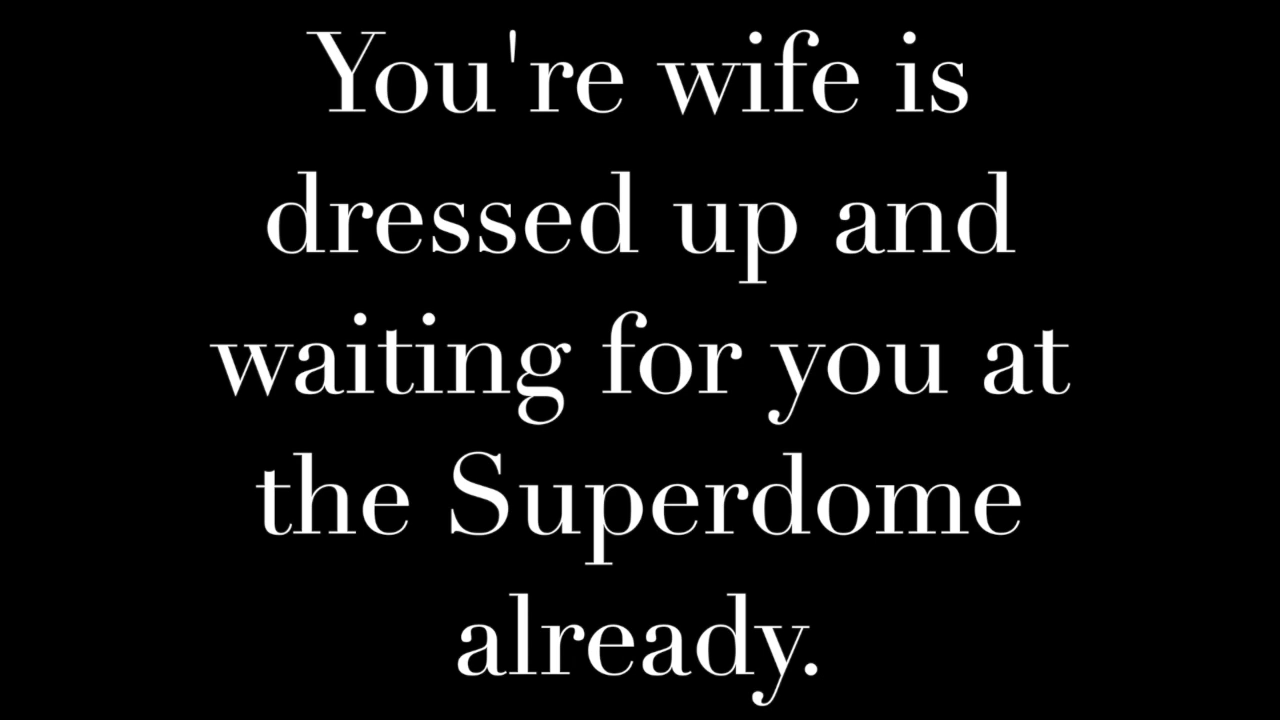 You're wife is
dressed up and
waiting for you at
the Superdome
already.